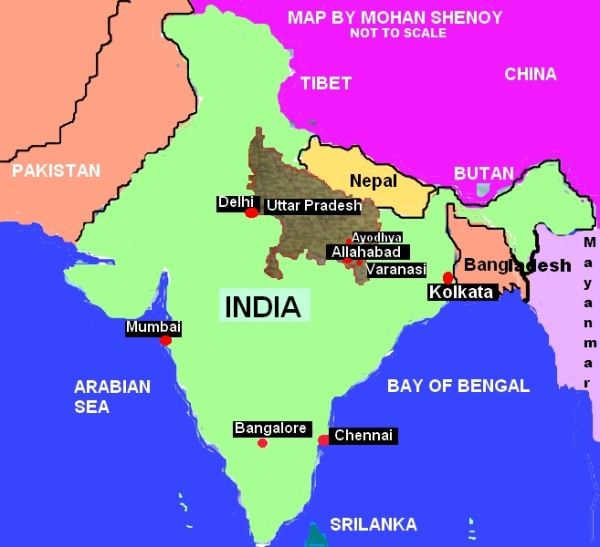 MAP BY MOHAN SHENOY
NOT TO SCALE
CHINA
TIBET
PAKISTAN
Nepal
BUTAN
Delhi
Uttar Pradesh
Ayodhya
Allahabad
Varanasi
Bangladesh
Mayanmar
Kolkata
INDIA
Mumbai
ARABIAN
SEA
BAY OF BENGAL
Bangalore
Chennai
SRILANKA